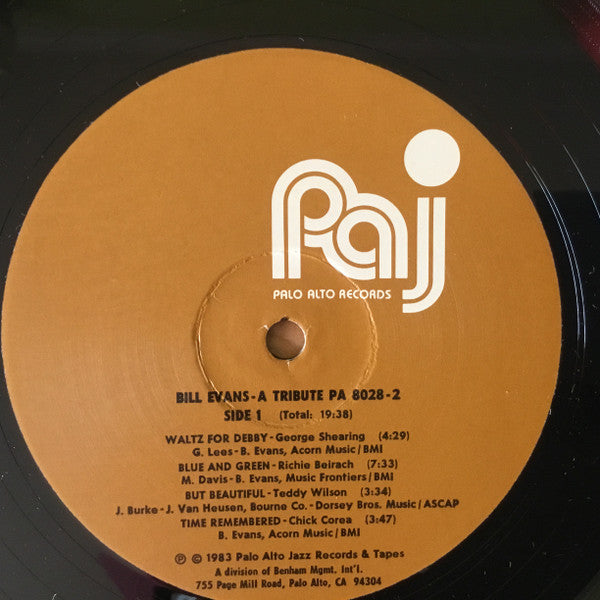 Paj
PALO ALTO RECORDS
BILL EVANS-A TRIBUTE PA 8028-2
SIDE 1 (Total: 19:38)
WALTZ FOR DEBBY-George Shearing (4:29)
G. Lees-B. Evans, Acorn Music/BMI
BLUE AND GREEN-Richie Beirach (7:33)
M. Davis-B. Evans, Music Frontiers/BMI
BUT BEAUTIFUL-Teddy Wilson (3:34)
J. Burke-J. Van Heusen, Bourne Co.-Dorsey Bros. Music/ASCAP
TIME REMEMBERED-Chick Corea (3:47)
B. Evans, Acorn Music/BMI
℗ © 1983 Palo Alto Jazz Records & Tapes
A division of Benham Mgmt. Int'l.
755 Page Mill Road, Palo Alto, CA 94304